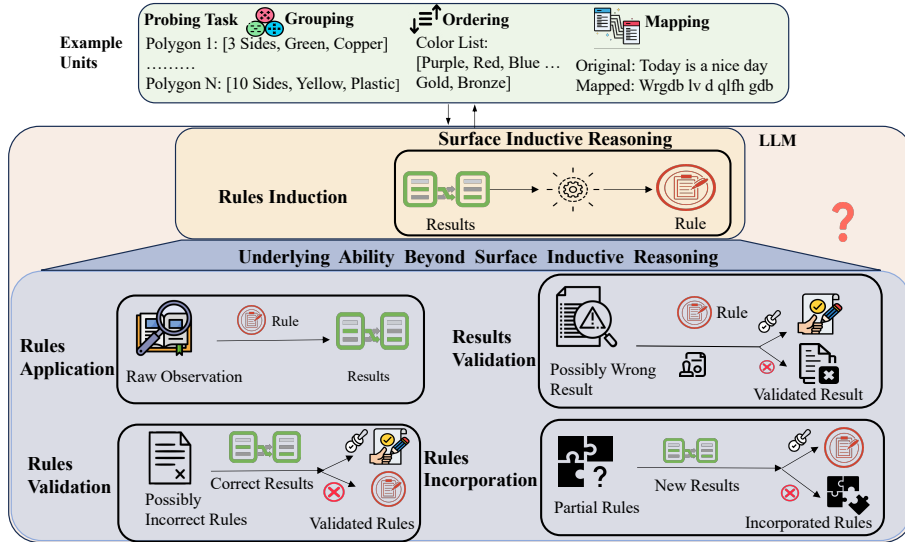 Probing Task
Grouping
Ordering
Mapping
Example
Units
Polygon 1: [3 Sides, Green, Copper]
.........
Polygon N: [10 Sides, Yellow, Plastic]
Color List:
[Purple, Red, Blue ...
Gold, Bronze]
Original: Today is a nice day
Mapped: Wrgdb lv d qlfh gdb
LLM
Surface Inductive Reasoning
Rules Induction
Results
Rule
?
Underlying Ability Beyond Surface Inductive Reasoning
Rules
Application
Raw Observation
Rule
Results
Results
Validation
Possibly Wrong
Result
Rule
Validated Result
Rules
Validation
Possibly
Incorrect Rules
Correct Results
Validated Rules
Rules
Incorporation
?
Partial Rules
New Results
Incorporated Rules